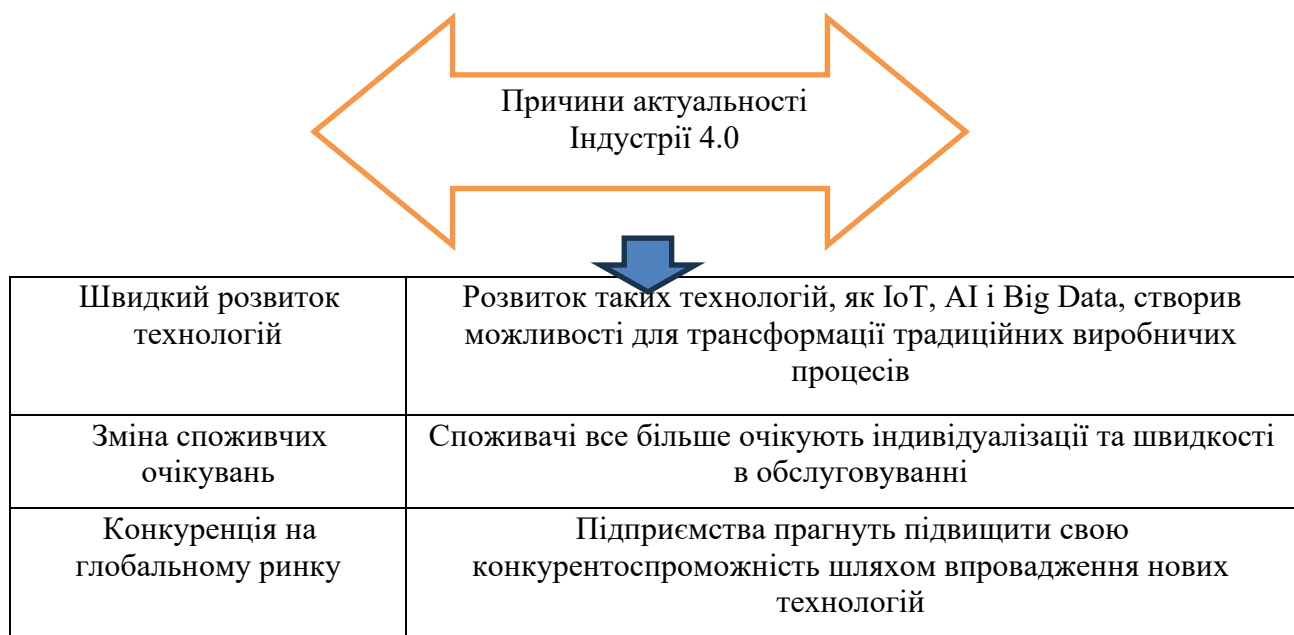 Причини актуальності
Індустрії 4.0
Швидкий розвиток
технологій
Розвиток таких технологій, як IoT, AI і Big Data, створив
можливості для трансформації традиційних виробничих
процесів
Зміна споживчих
очікувань
Споживачі все більше очікують індивідуалізації та швидкості
в обслуговуванні
Конкуренція на
глобальному ринку
Підприємства прагнуть підвищити свою
конкурентоспроможність шляхом впровадження нових
технологій